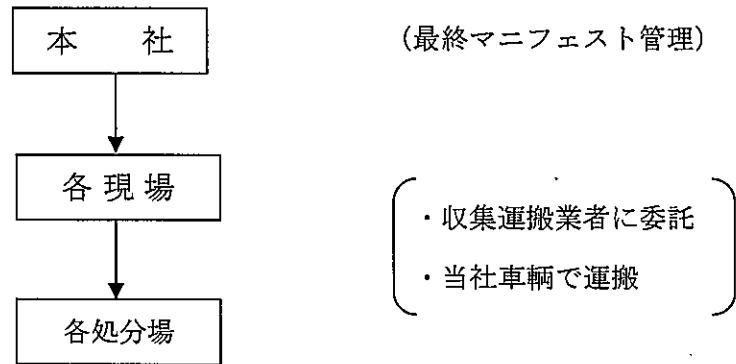 本　　社
(最終マニフェスト管理)
各 現 場
・収集運搬業者に委託
・当社車輌で運搬
各処分場